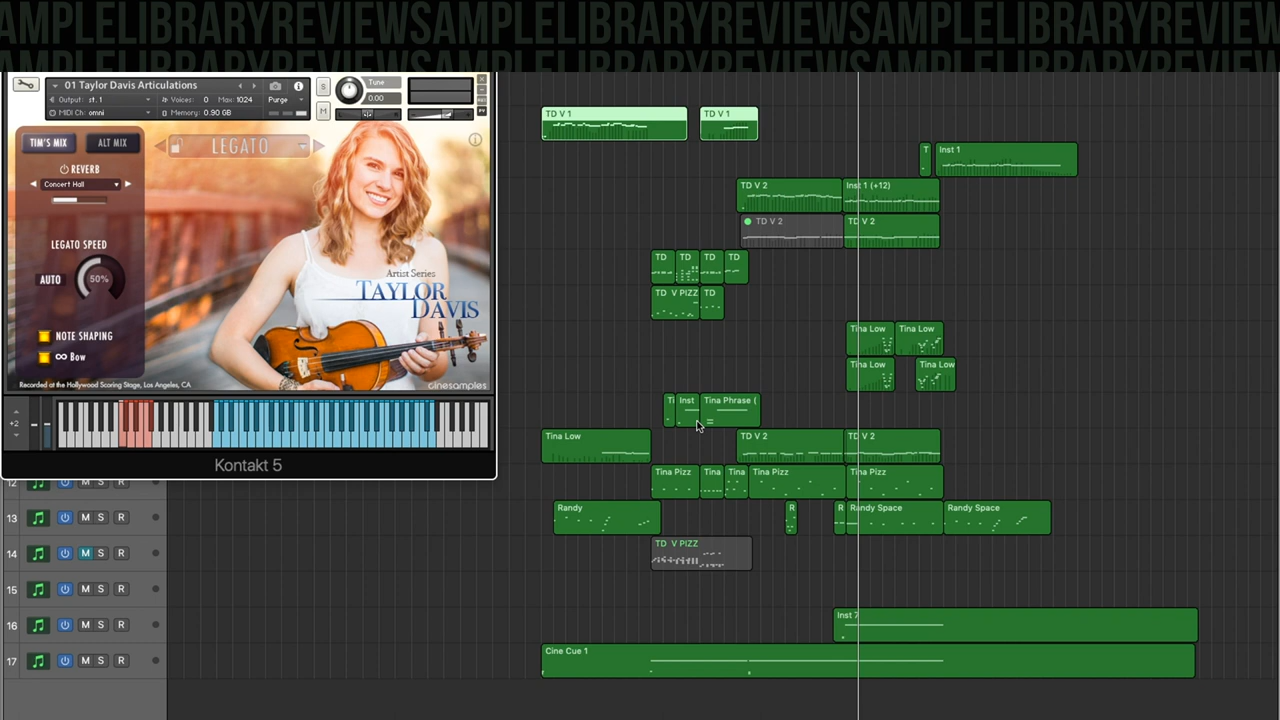 AMPLELIBRARYREVIEWSAMPLELIBRARYREVIEWSAMPLELIBRARYREVIEWS
AMPLELIBRARYREVIEWSAMPLELIBRARYREVIEWSAMPLELIBRARYREVIEWS
01 Taylor Davis Articulations
Output: st. 1 Voices: 0 Max: 1024 Purge
MIDI Ch: omni Memory: 0.90 GB
S
M
Tune
0.00
TIM'S MIX ALT MIX
LEGATO
REVERB
Concert Hall
LEGATO SPEED
AUTO 50%
NOTE SHAPING
∞ Bow
Artist Series
TAYLOR
DAVIS
Recorded at the Hollywood Scoring Stage, Los Angeles, CA
cinesamples
+2
Kontakt 5
TD V 1 TD V 1
T Inst 1
TD V 2 Inst 1 (+12)
TD V 2 TD V 2
TD TD TD TD
TD V PIZZ TD
Tina Low Tina Low
Tina Low Tina Low
Ti Inst Tina Phrase (
Tina Low TD V 2 TD V 2
Tina Pizz Tina Tina Tina Pizz Tina Pizz
12 M S R
13 M S R Randy R R Randy Space Randy Space
14 M S R TD V PIZZ
15 M S R
16 M S R Inst 7
17 M S R Cine Cue 1